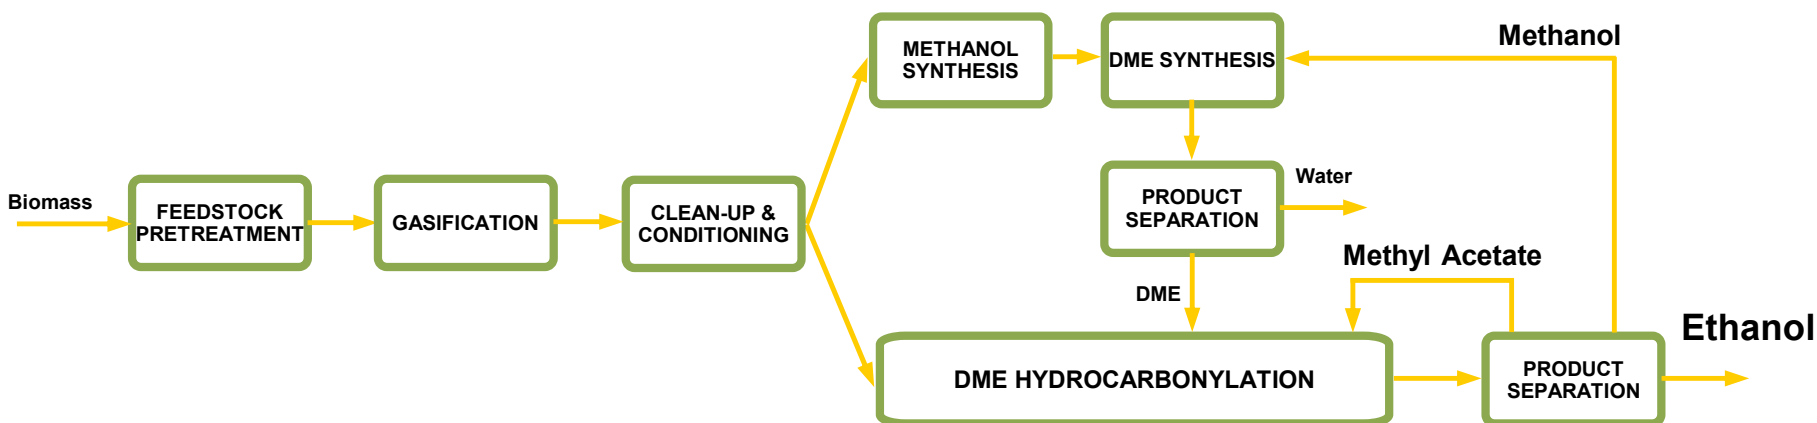 Biomass
FEEDSTOCK
PRETREATMENT
GASIFICATION
CLEAN-UP &
CONDITIONING
METHANOL
SYNTHESIS
DME SYNTHESIS
Methanol
PRODUCT
SEPARATION
Water
DME
Methyl Acetate
DME HYDROCARBONYLATION
PRODUCT
SEPARATION
Ethanol